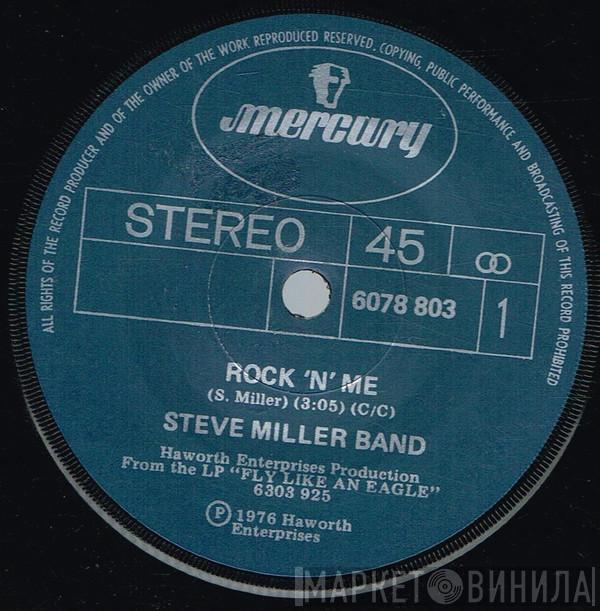 ALL RIGHTS OF THE RECORD PRODUCER AND OF THE OWNER OF THE WORK REPRODUCED RESERVED. COPYING, PUBLIC PERFORMANCE AND BROADCASTING OF THIS RECORD PROHIBITED
mercury
STEREO 45
6078 803 1
ROCK 'N' ME
(S. Miller) (3:05) (C/C)
STEVE MILLER BAND
Haworth Enterprises Production
From the LP "FLY LIKE AN EAGLE"
6303 925
Ⓟ 1976 Haworth
Enterprises
МАРКЕТ ВИНИЛА